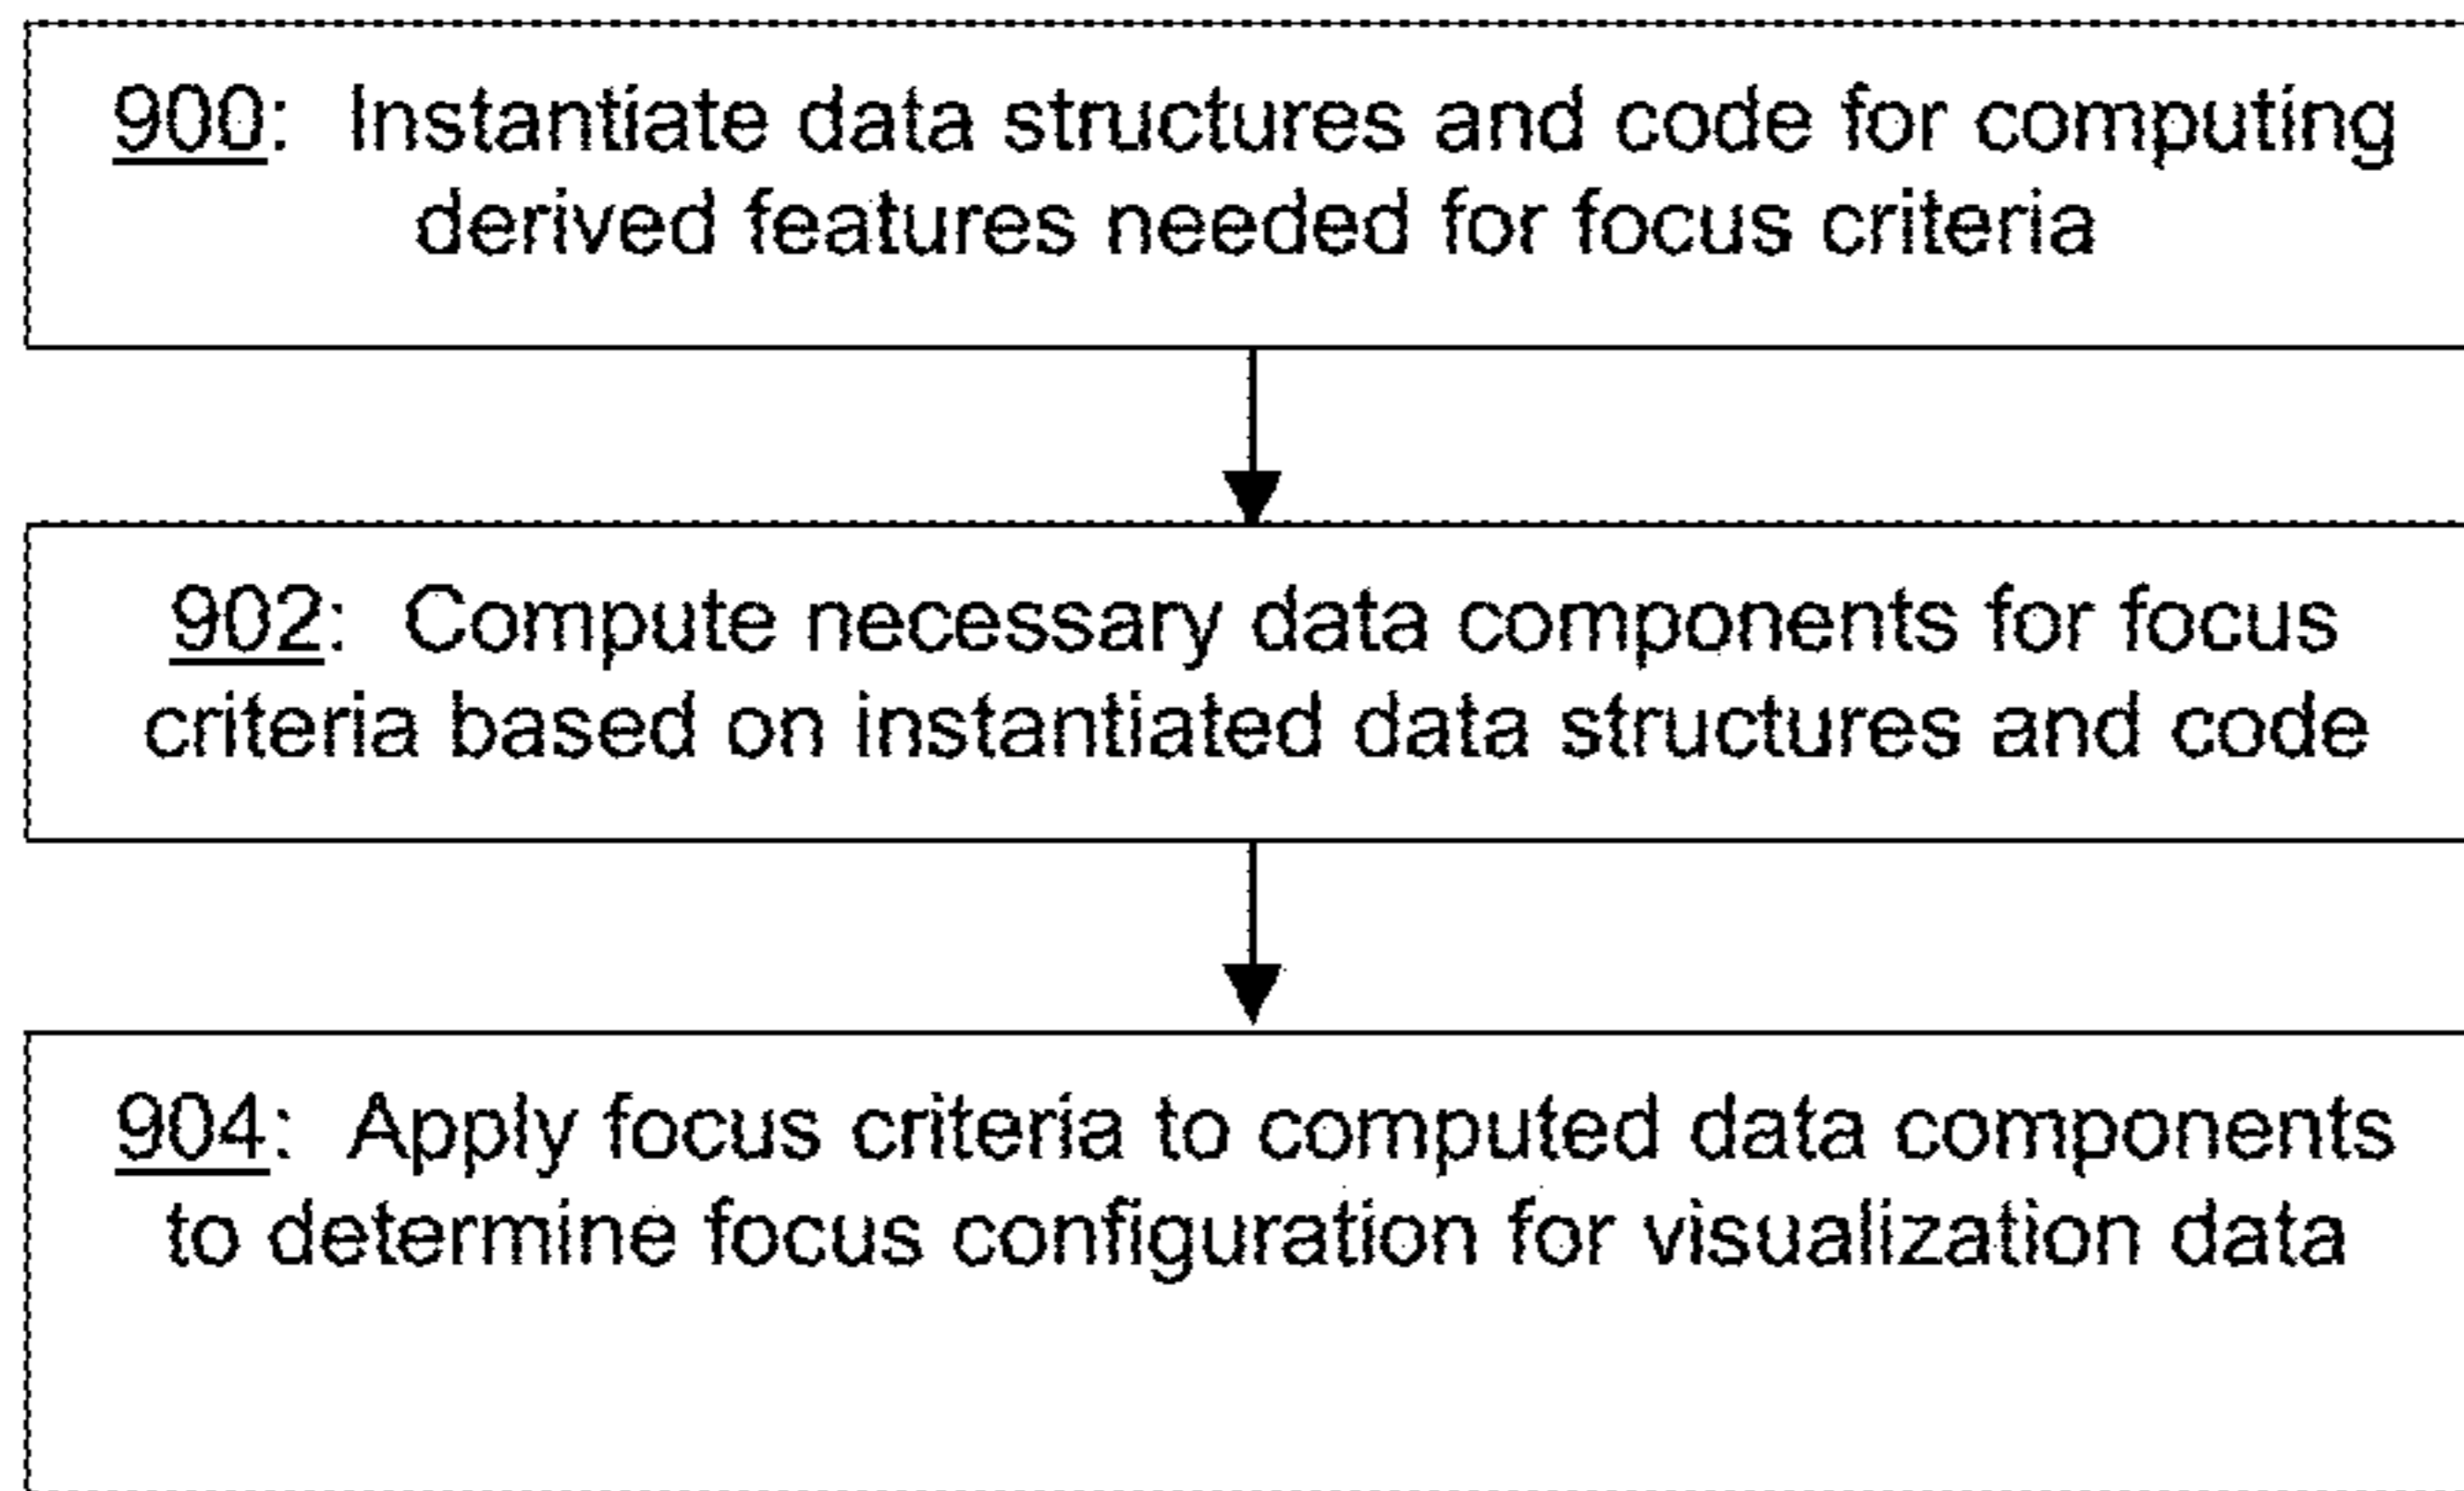 900: Instantiate data structures and code for computing
derived features needed for focus criteria
902: Compute necessary data components for focus
criteria based on instantiated data structures and code
904: Apply focus criteria to computed data components
to determine focus configuration for visualization data